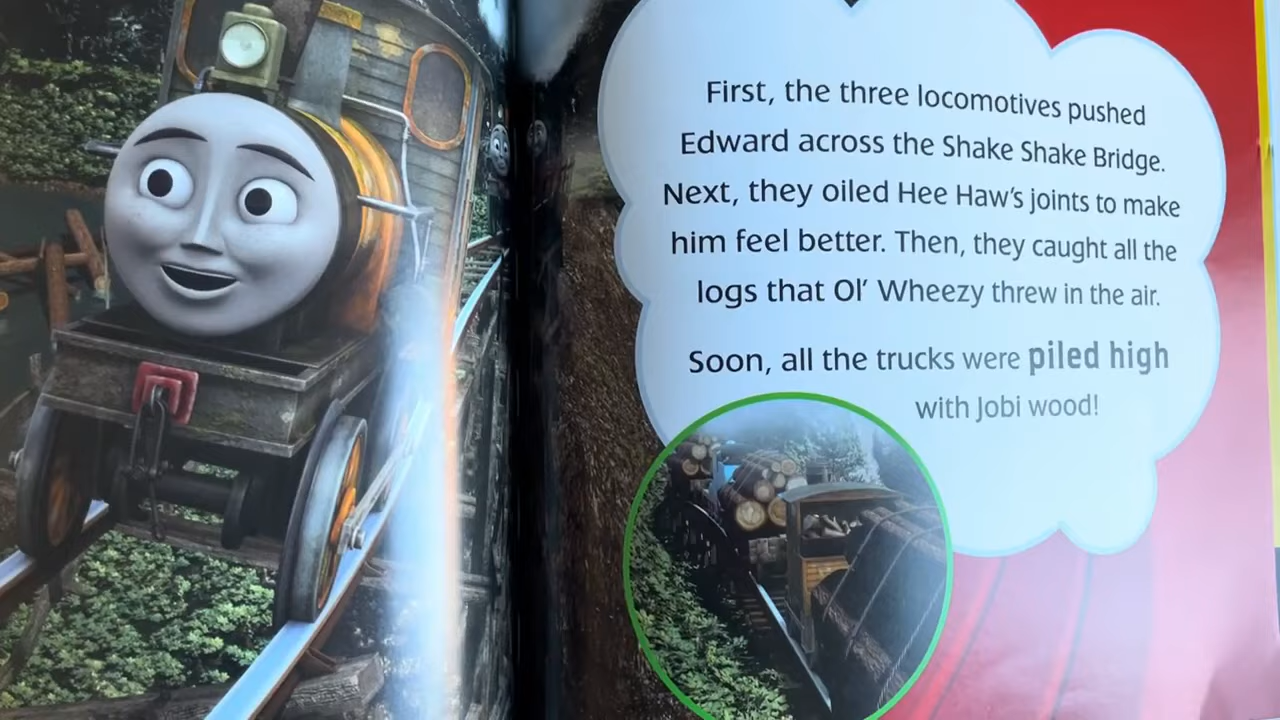 First, the three locomotives pushed
Edward across the Shake Shake Bridge.
Next, they oiled Hee Haw's joints to make
him feel better. Then, they caught all the
logs that Ol' Wheezy threw in the air.
Soon, all the trucks were piled high
with Jobi wood!